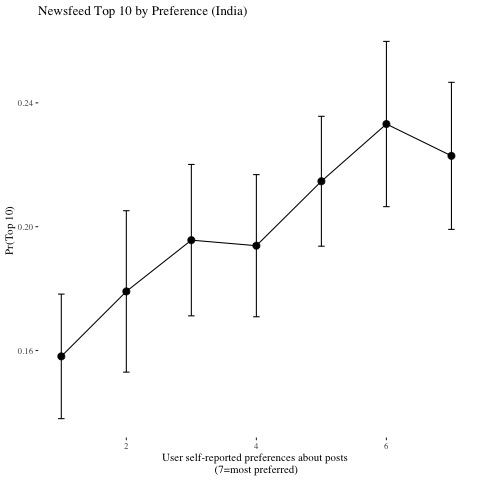 Newsfeed Top 10 by Preference (India)
Pr(Top 10)
0.24
0.20
0.16
2
4
6
User self-reported preferences about posts
(7=most preferred)